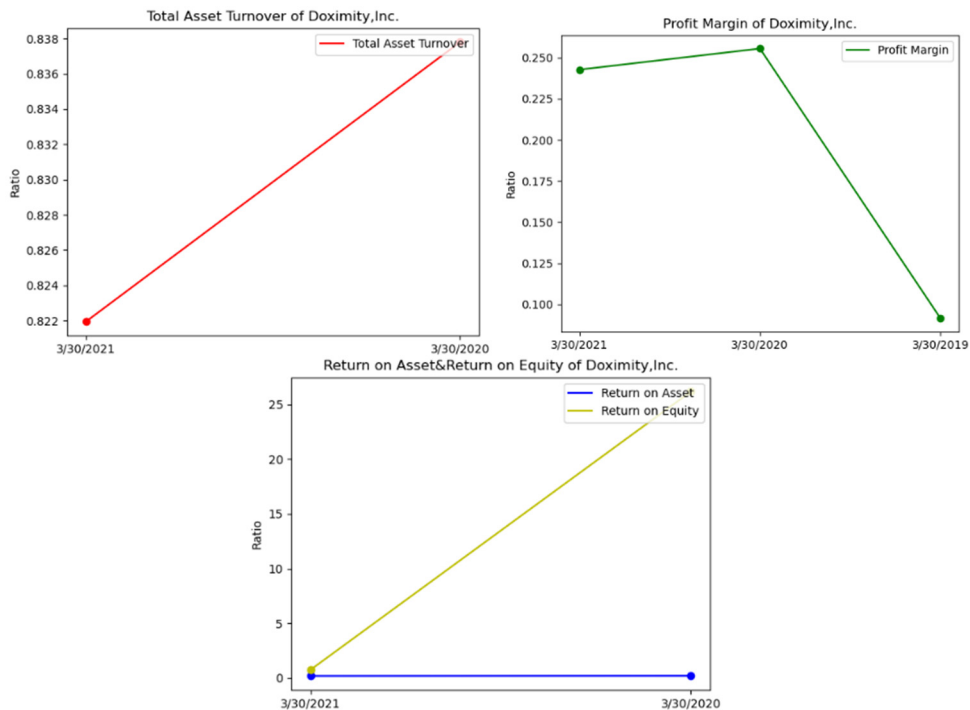 Total Asset Turnover of Doximity,Inc.
0.838
0.836
0.834
0.832
0.830
0.828
0.826
0.824
0.822
Ratio
Total Asset Turnover
3/30/2021
3/30/2020
Profit Margin of Doximity,Inc.
0.250
0.225
0.200
0.175
0.150
0.125
0.100
Ratio
Profit Margin
3/30/2021
3/30/2020
3/30/2019
Return on Asset&Return on Equity of Doximity,Inc.
25
20
15
10
5
0
Ratio
Return on Asset
Return on Equity
3/30/2021
3/30/2020